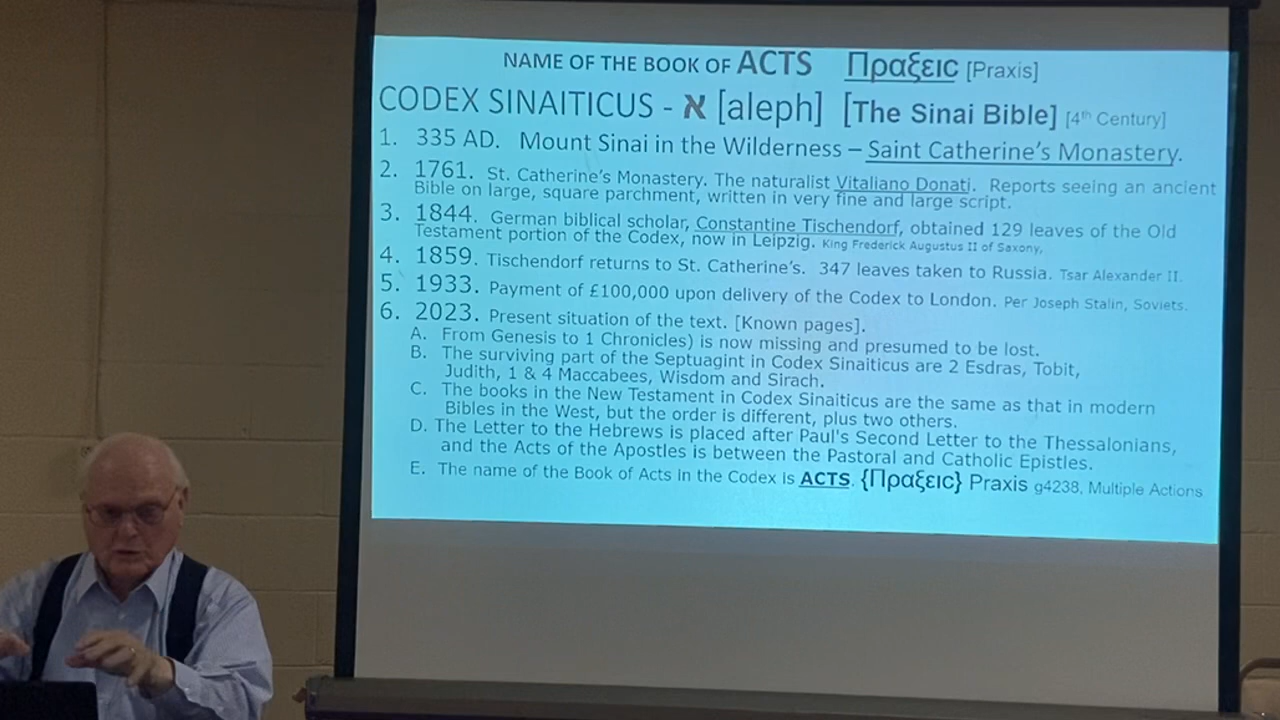 NAME OF THE BOOK OF ACTS Πραξειc [Praxis]
CODEX SINAITICUS - א [aleph] [The Sinai Bible] [4th Century]
1. 335 AD. Mount Sinai in the Wilderness – Saint Catherine's Monastery.
2. 1761. St. Catherine's Monastery. The naturalist Vitaliano Donati. Reports seeing an ancient
Bible on large, square parchment, written in very fine and large script.
3. 1844. German biblical scholar, Constantine Tischendorf, obtained 129 leaves of the Old
Testament portion of the Codex, now in Leipzig. King Frederick Augustus II of Saxony,
4. 1859. Tischendorf returns to St. Catherine's. 347 leaves taken to Russia. Tsar Alexander II.
5. 1933. Payment of £100,000 upon delivery of the Codex to London. Per Joseph Stalin, Soviets.
6. 2023. Present situation of the text. [Known pages].
A. From Genesis to 1 Chronicles) is now missing and presumed to be lost.
B. The surviving part of the Septuagint in Codex Sinaiticus are 2 Esdras, Tobit,
Judith, 1 & 4 Maccabees, Wisdom and Sirach.
C. The books in the New Testament in Codex Sinaiticus are the same as that in modern
Bibles in the West, but the order is different, plus two others.
D. The Letter to the Hebrews is placed after Paul's Second Letter to the Thessalonians,
and the Acts of the Apostles is between the Pastoral and Catholic Epistles.
E. The name of the Book of Acts in the Codex is ACTS. {Πραξειc} Praxis g4238, Multiple Actions